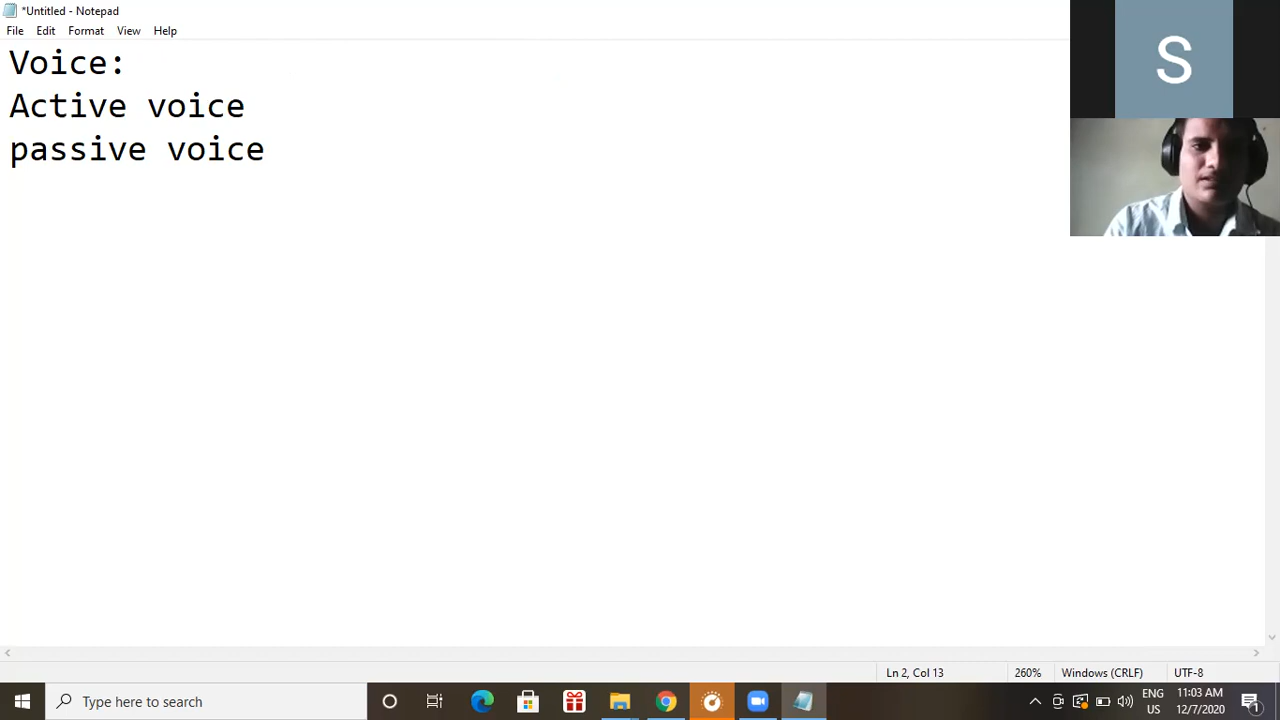 *Untitled - Notepad
File Edit Format View Help
Voice:
Active voice
passive voice
S
Ln 2, Col 13 260% Windows (CRLF) UTF-8
Type here to search
ENG
US
11:03 AM
12/7/2020
1